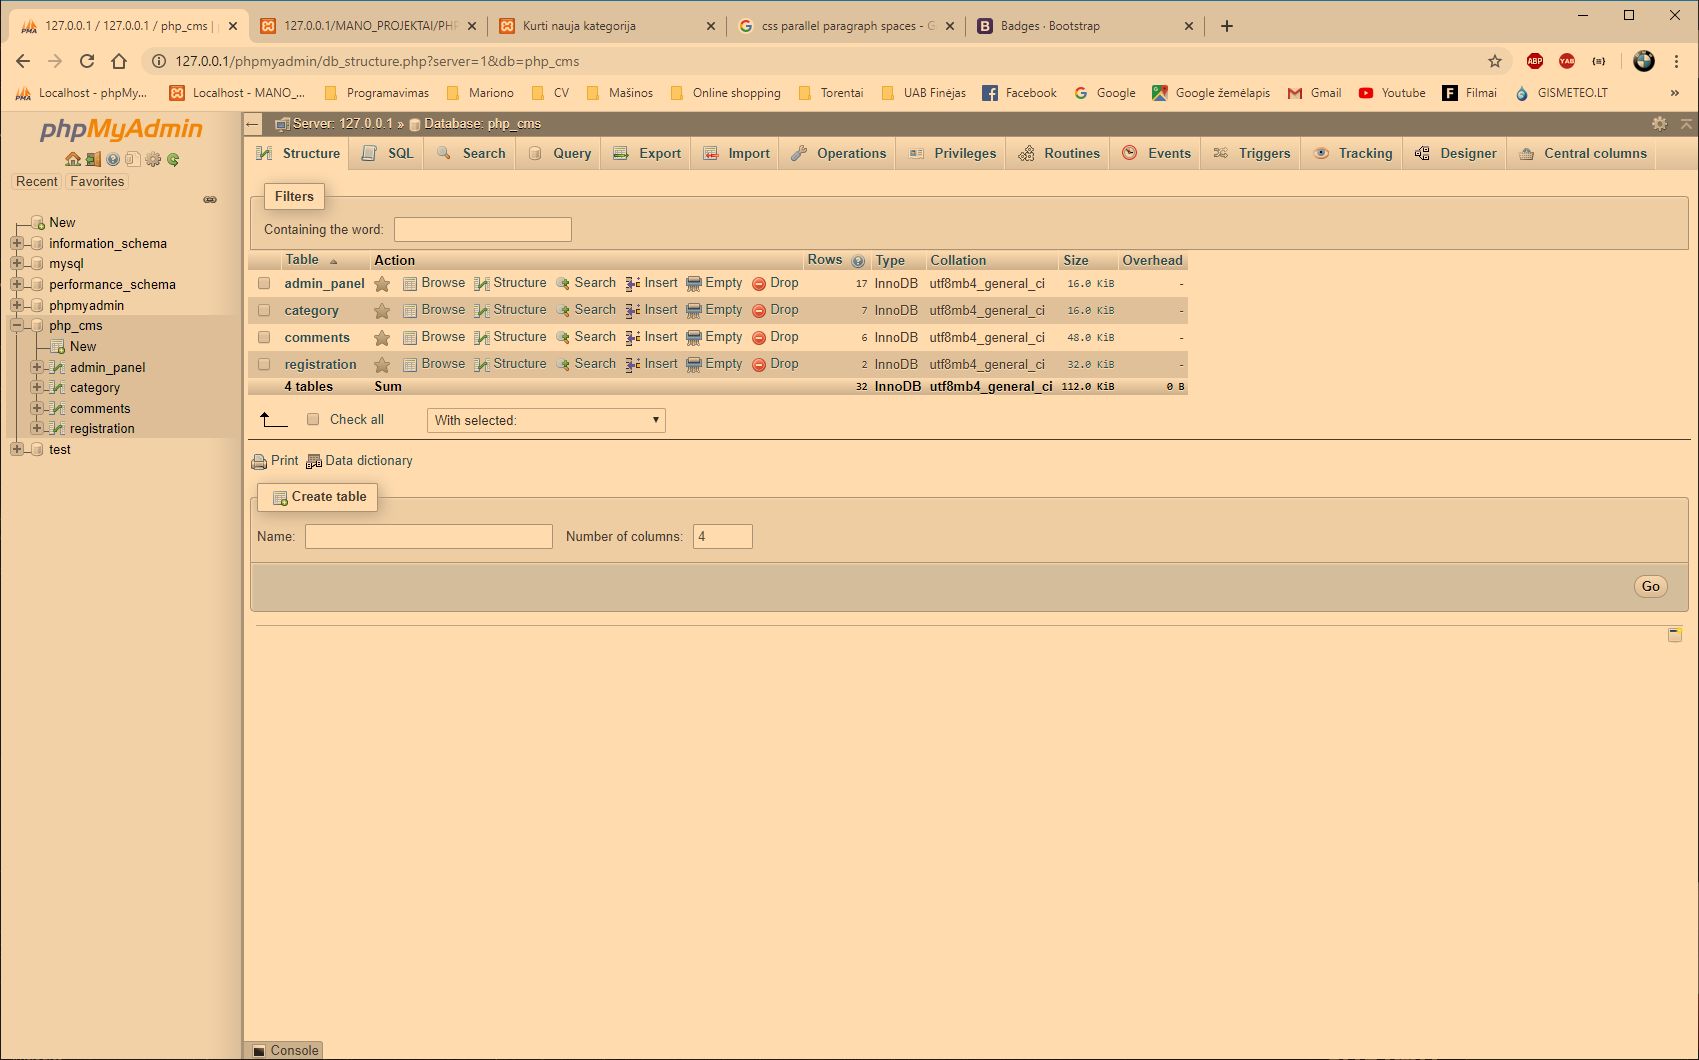 127.0.0.1 / 127.0.0.1 / php_cms |
127.0.0.1/MANO_PROJEKTAI/PHP
Kurti nauja kategorija
css parallel paragraph spaces - G
Badges · Bootstrap
127.0.0.1/phpmyadmin/db_structure.php?server=1&db=php_cms
Localhost - phpMy... Localhost - MANO_... Programavimas Mariono CV Mašinos Online shopping Torentai UAB Finėjas Facebook Google Google žemėlapis Gmail Youtube Filmai GISMETEO.LT »
phpMyAdmin
Recent Favorites
New
information_schema
mysql
performance_schema
phpmyadmin
php_cms
New
admin_panel
category
comments
registration
test
Server: 127.0.0.1 » Database: php_cms
Structure SQL Search Query Export Import Operations Privileges Routines Events Triggers Tracking Designer Central columns
Filters
Containing the word:
Table Action Rows Type Collation Size Overhead
admin_panel Browse Structure Search Insert Empty Drop 17 InnoDB utf8mb4_general_ci 16.0 KiB -
category Browse Structure Search Insert Empty Drop 7 InnoDB utf8mb4_general_ci 16.0 KiB -
comments Browse Structure Search Insert Empty Drop 6 InnoDB utf8mb4_general_ci 48.0 KiB -
registration Browse Structure Search Insert Empty Drop 2 InnoDB utf8mb4_general_ci 32.0 KiB -
4 tables Sum 32 InnoDB utf8mb4_general_ci 112.0 KiB 0 B
Check all With selected:
Print Data dictionary
Create table
Name: Number of columns: 4
Go
Console